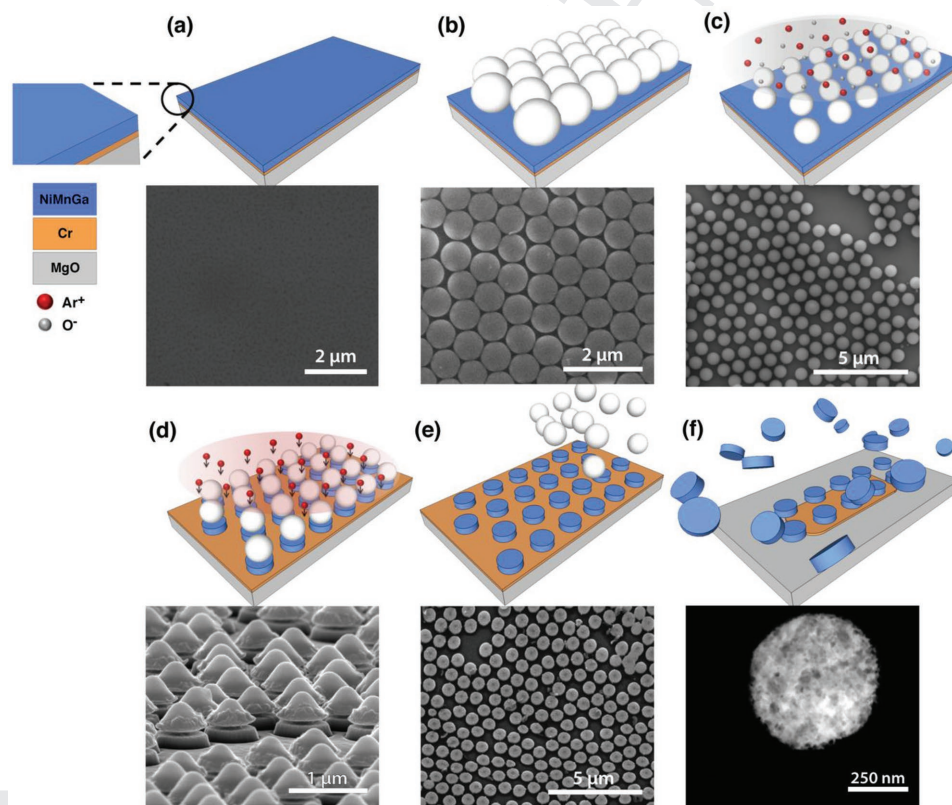 (a)
(b)
(c)
NiMnGa
Cr
MgO
Ar⁺
O⁻
2 µm
2 µm
5 µm
(d)
(e)
(f)
1 µm
5 µm
250 nm